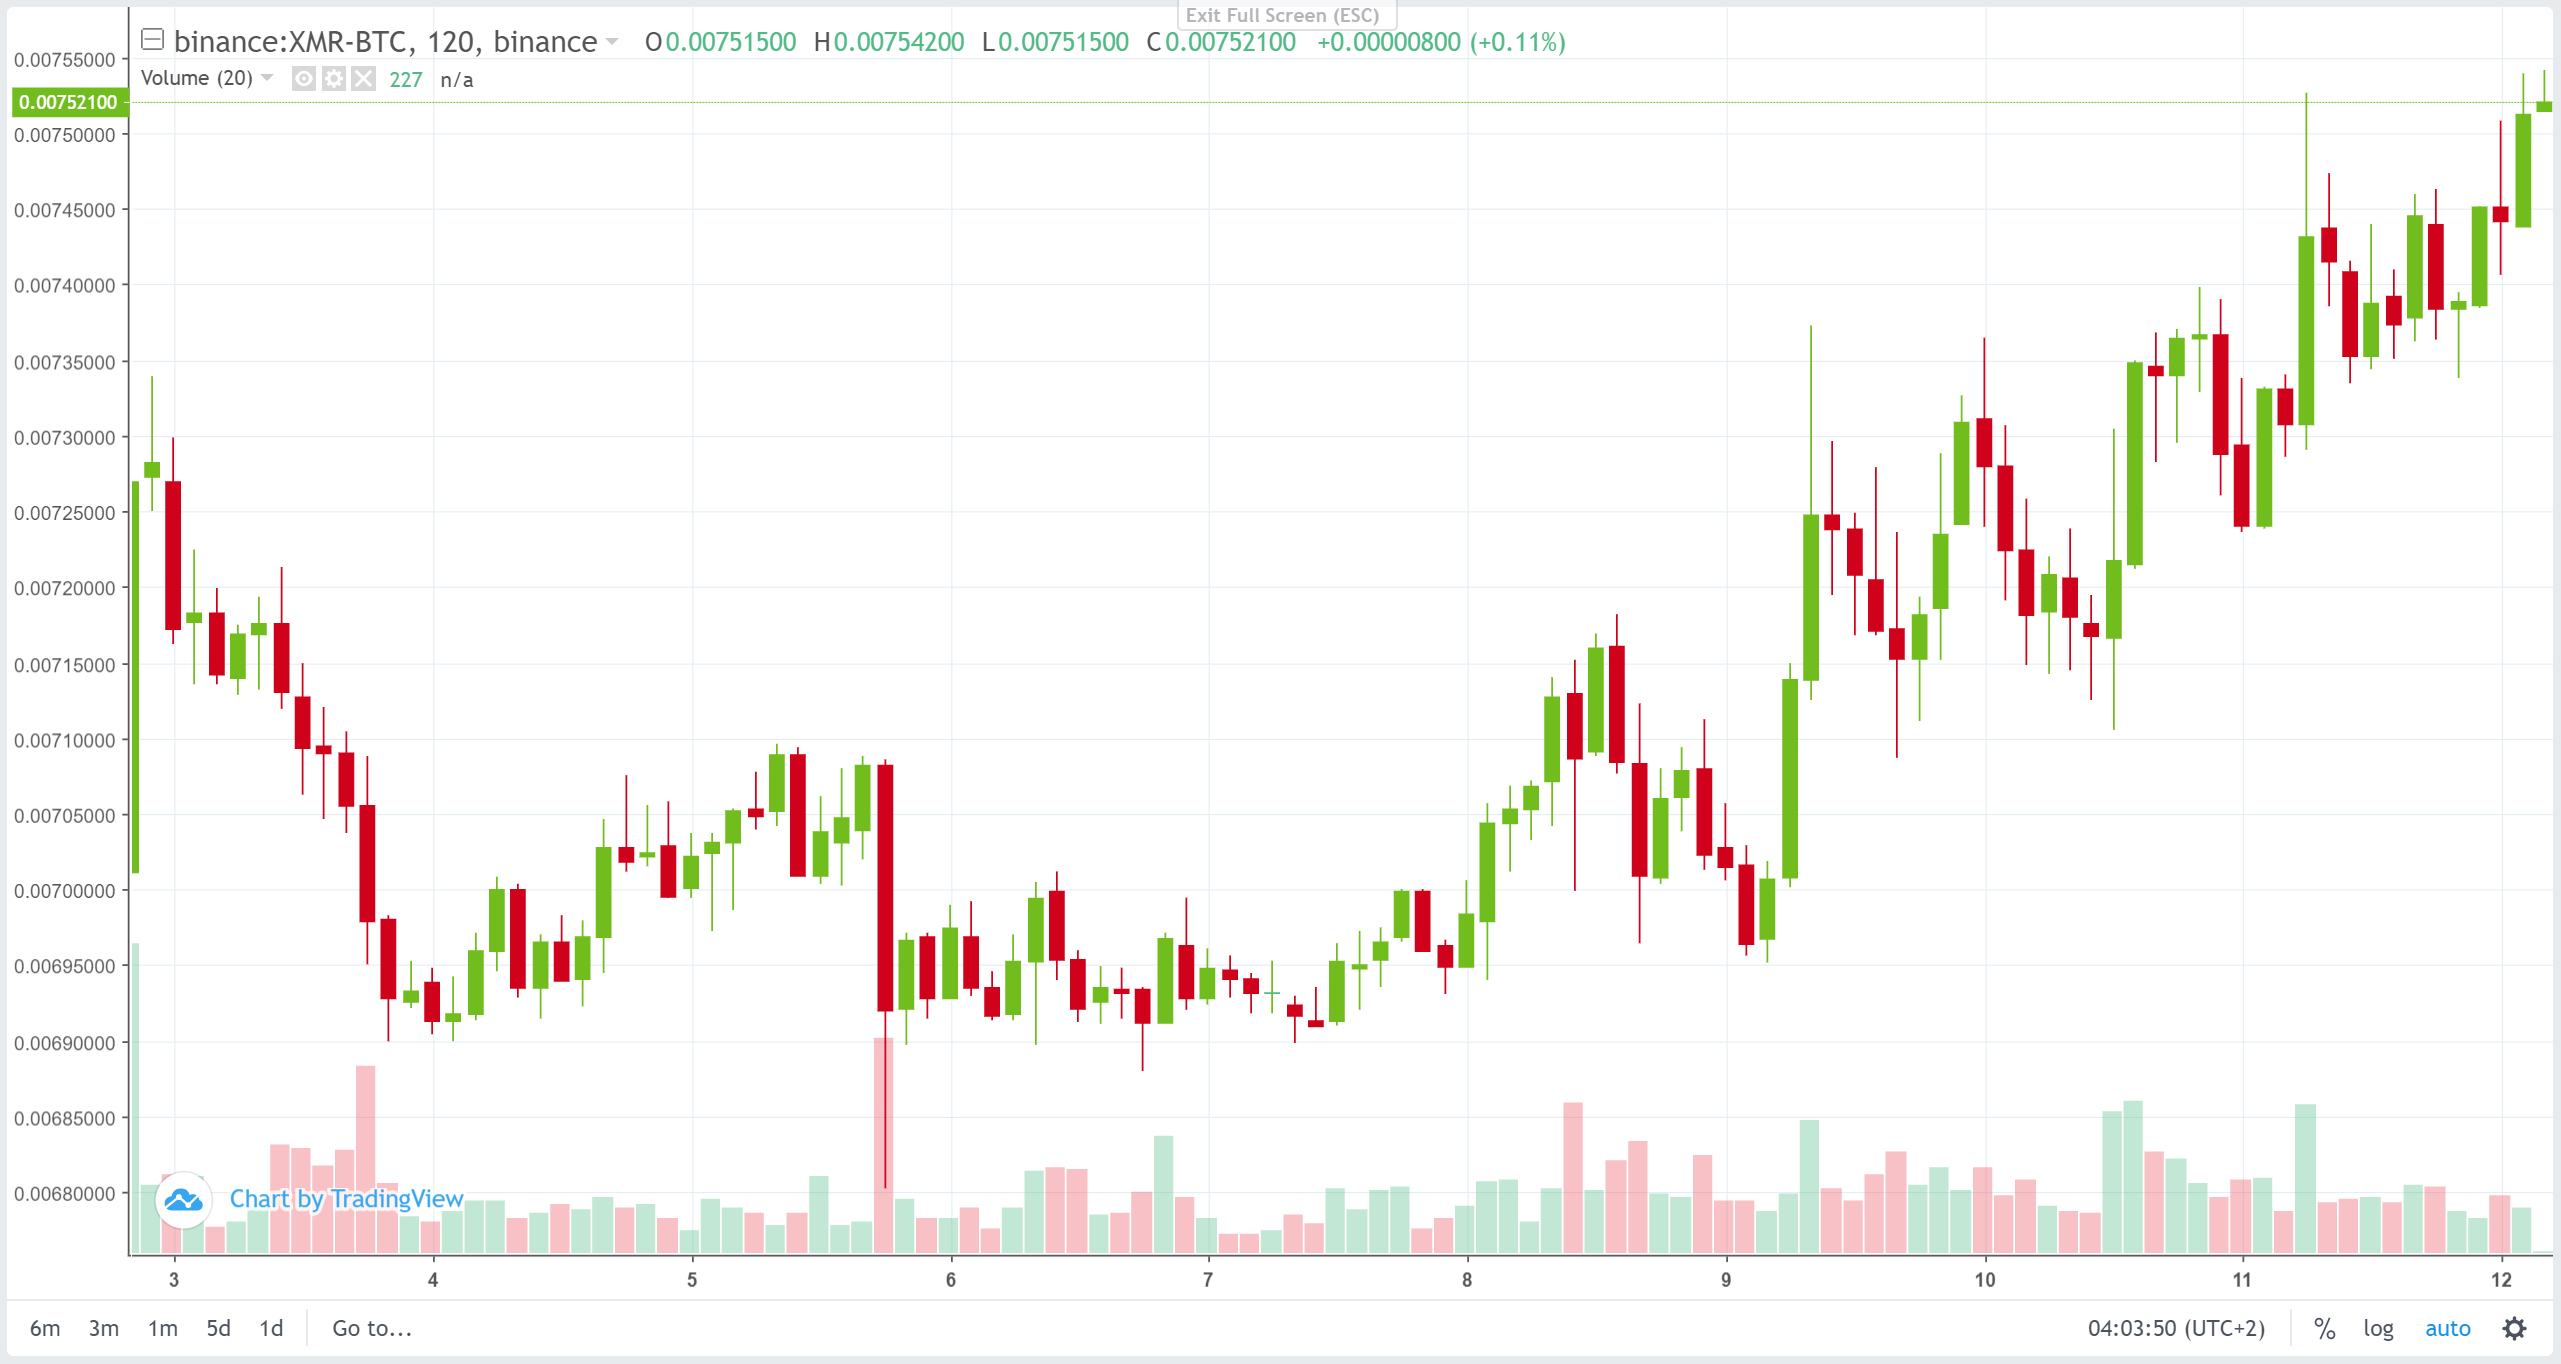 Exit Full Screen (ESC)
binance:XMR-BTC, 120, binance O0.00751500 H0.00754200 L0.00751500 C0.00752100 +0.00000800 (+0.11%)
Volume (20) 227 n/a
0.00755000
0.00752100
0.00750000
0.00745000
0.00740000
0.00735000
0.00730000
0.00725000
0.00720000
0.00715000
0.00710000
0.00705000
0.00700000
0.00695000
0.00690000
0.00685000
0.00680000
Chart by TradingView
3 4 5 6 7 8 9 10 11 12
6m 3m 1m 5d 1d Go to... 04:03:50 (UTC+2) % log auto